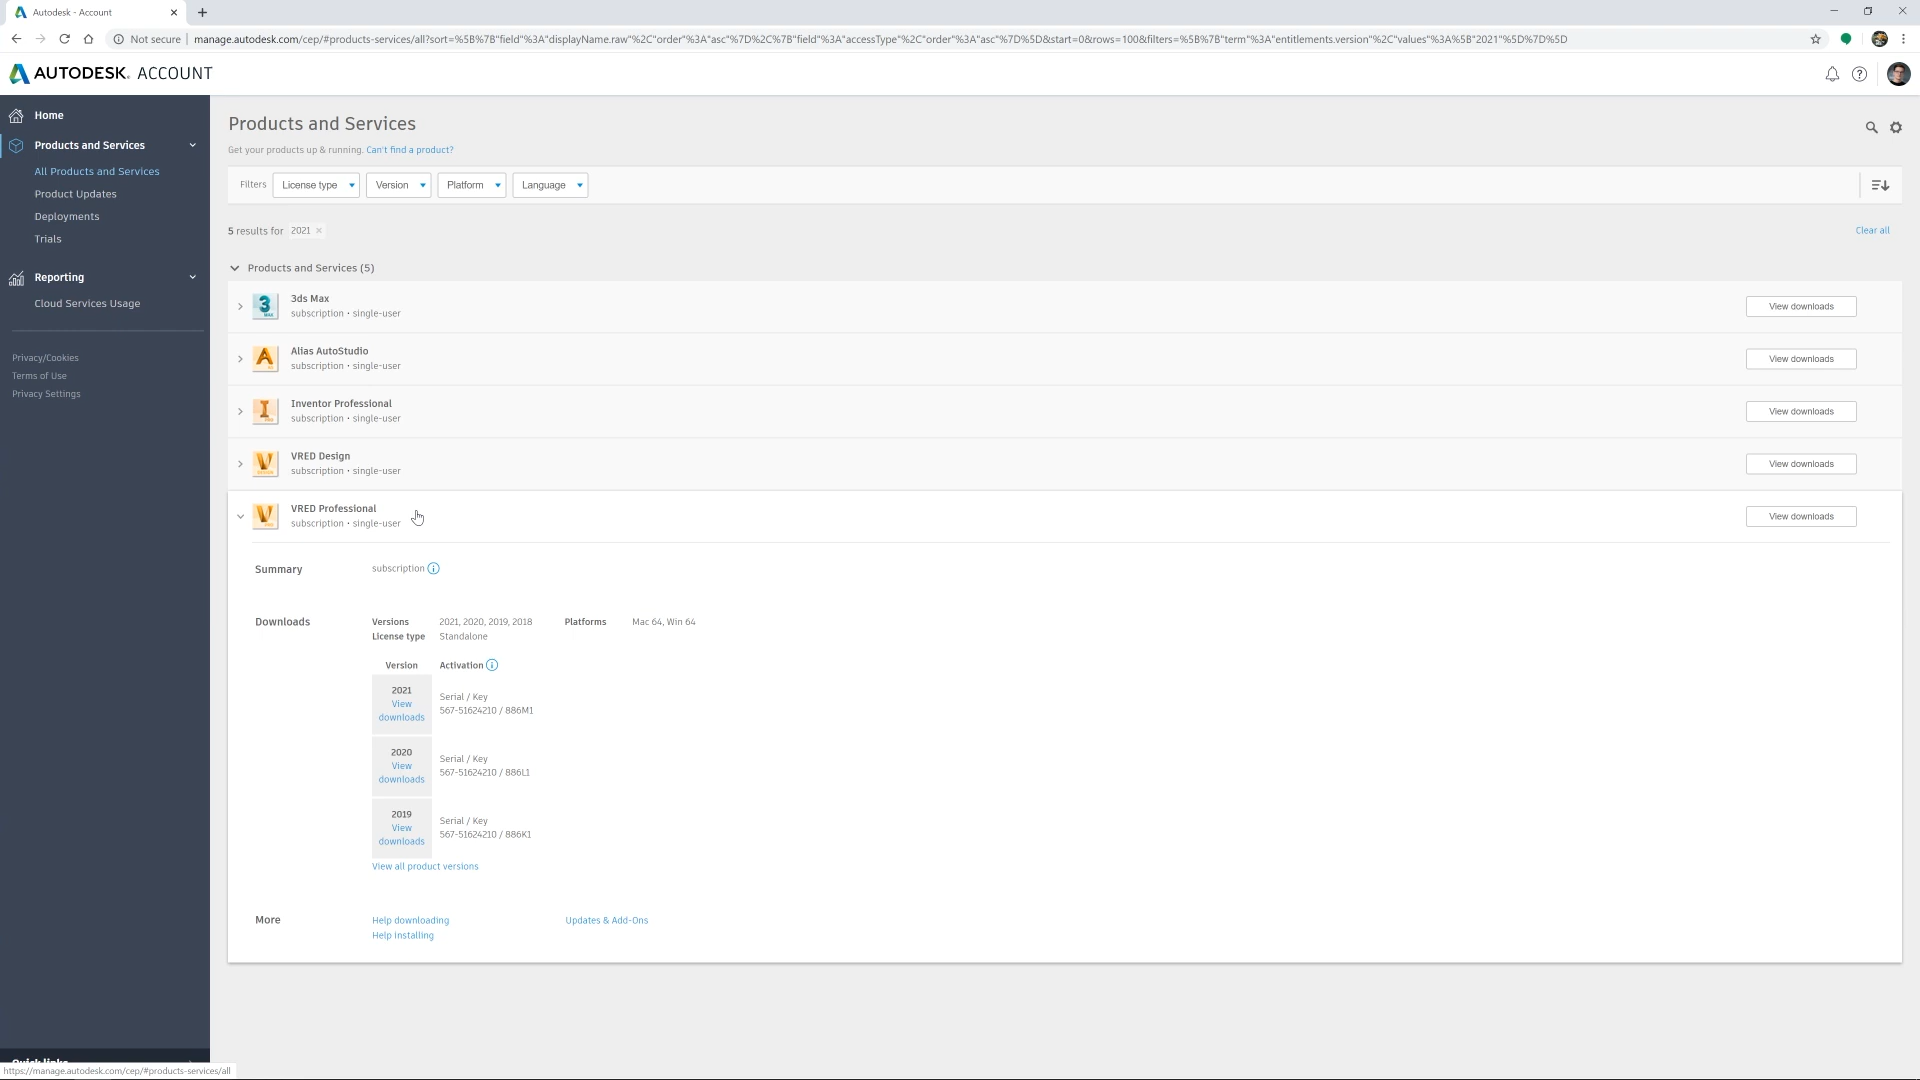 Autodesk - Account
Not secure
manage.autodesk.com/cep/#products-services/all?sort=%5B%7B"field"%3A"displayName.raw"%2C"order"%3A"asc"%7D%2C%7B"field"%3A"accessType"%2C"order"%3A"asc"%7D%5D&start=0&rows=100&filters=%5B%7B"term"%3A"entitlements.version"%2C"values"%3A%5B"2021"%5D%7D%5D
AUTODESK. ACCOUNT
Home
Products and Services
All Products and Services
Product Updates
Deployments
Trials
Reporting
Cloud Services Usage
Privacy/Cookies
Terms of Use
Privacy Settings
Quick links
https://manage.autodesk.com/cep/#products-services/all
Products and Services
Get your products up & running. Can't find a product?
Filters License type Version Platform Language
5 results for 2021 ×
Clear all
Products and Services (5)
3ds Max
subscription • single-user
View downloads
Alias AutoStudio
subscription • single-user
View downloads
Inventor Professional
subscription • single-user
View downloads
VRED Design
subscription • single-user
View downloads
VRED Professional
subscription • single-user
View downloads
Summary subscription
Downloads Versions 2021, 2020, 2019, 2018 Platforms Mac 64, Win 64
License type Standalone
Version Activation
2021
View
downloads
Serial / Key
567-51624210 / 886M1
2020
View
downloads
Serial / Key
567-51624210 / 886L1
2019
View
downloads
Serial / Key
567-51624210 / 886K1
View all product versions
More Help downloading Updates & Add-Ons
Help installing